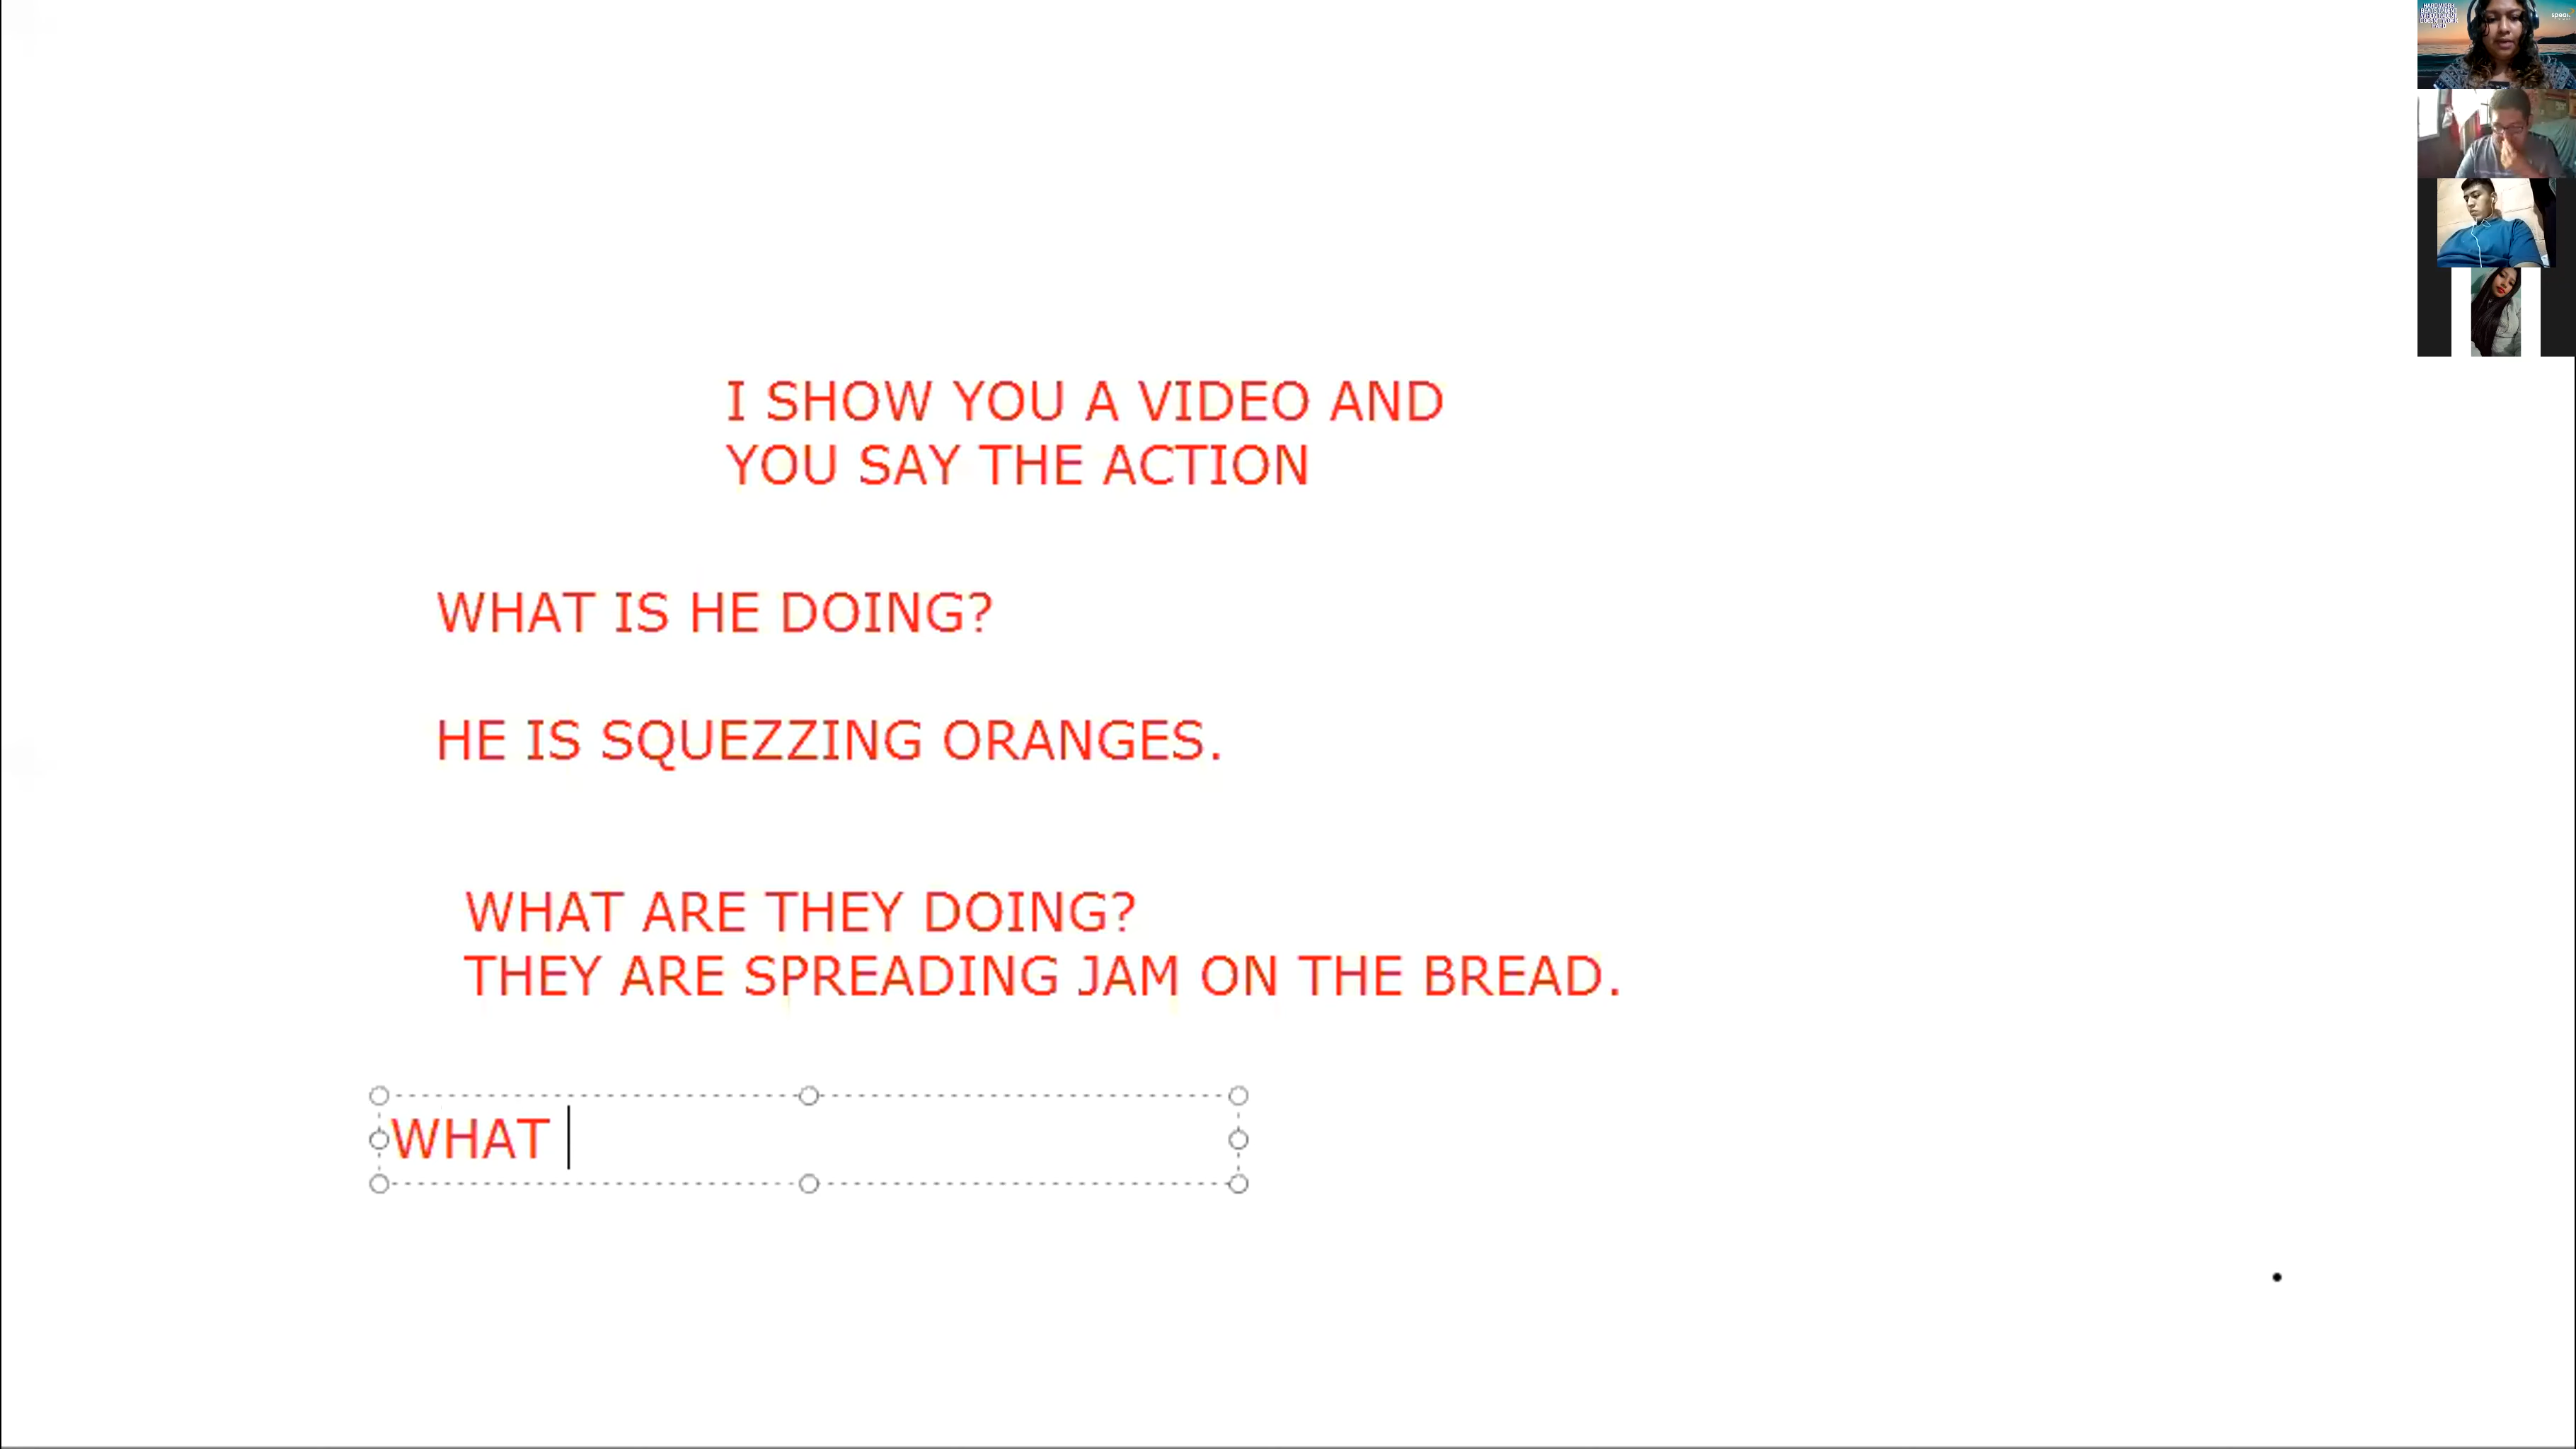 I SHOW YOU A VIDEO AND
YOU SAY THE ACTION
WHAT IS HE DOING?
HE IS SQUEZZING ORANGES.
WHAT ARE THEY DOING?
THEY ARE SPREADING JAM ON THE BREAD.
WHAT